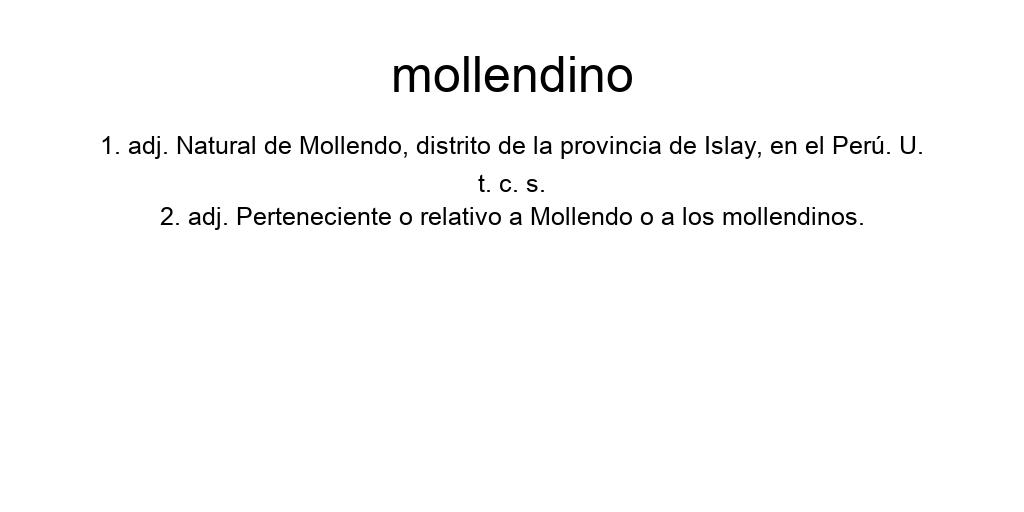 mollendino
1. adj. Natural de Mollendo, distrito de la provincia de Islay, en el Perú. U.
t. c. s.
2. adj. Perteneciente o relativo a Mollendo o a los mollendinos.